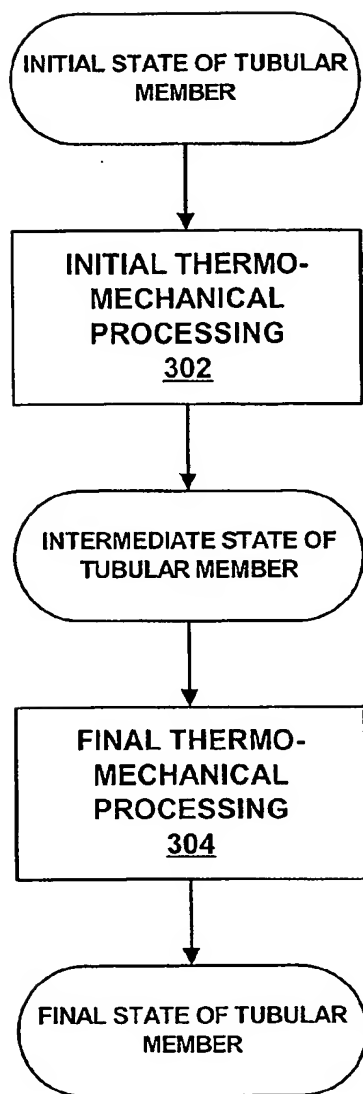 INITIAL STATE OF TUBULAR
MEMBER
INITIAL THERMO-
MECHANICAL
PROCESSING
302
INTERMEDIATE STATE OF
TUBULAR MEMBER
FINAL THERMO-
MECHANICAL
PROCESSING
304
FINAL STATE OF TUBULAR
MEMBER